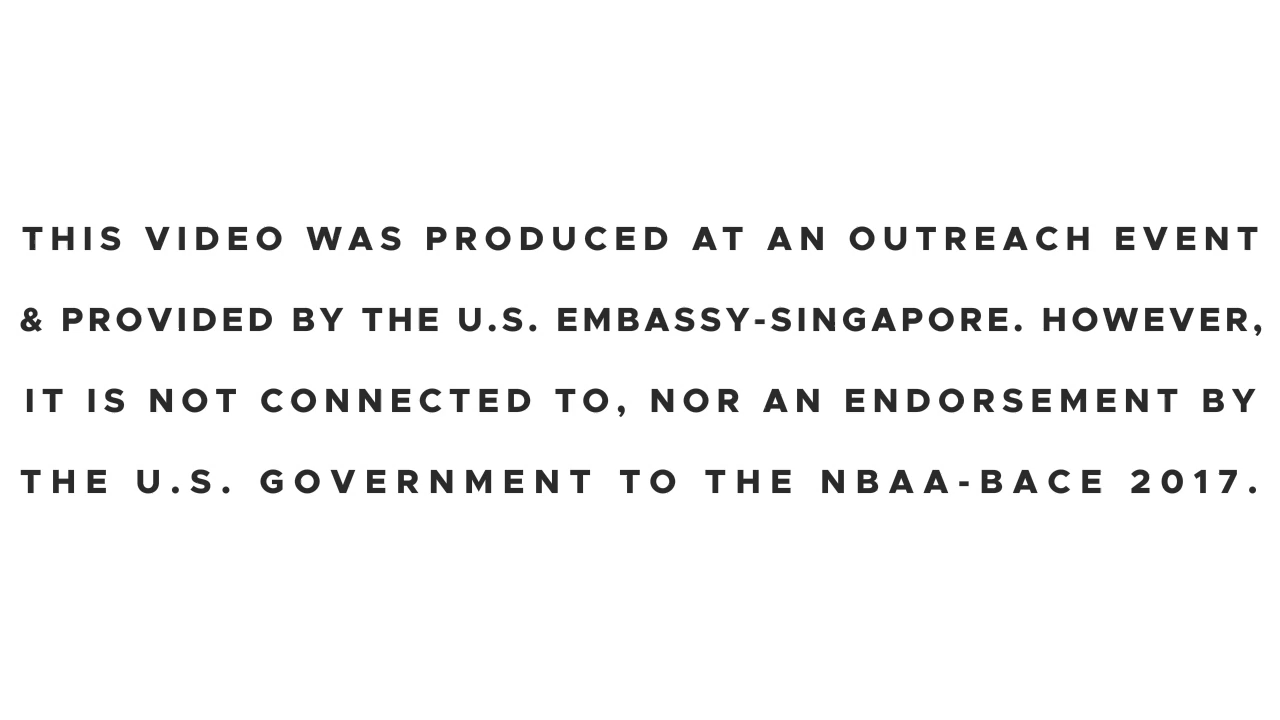 THIS VIDEO WAS PRODUCED AT AN OUTREACH EVENT
& PROVIDED BY THE U.S. EMBASSY-SINGAPORE. HOWEVER,
IT IS NOT CONNECTED TO, NOR AN ENDORSEMENT BY
THE U.S. GOVERNMENT TO THE NBAA-BACE 2017.